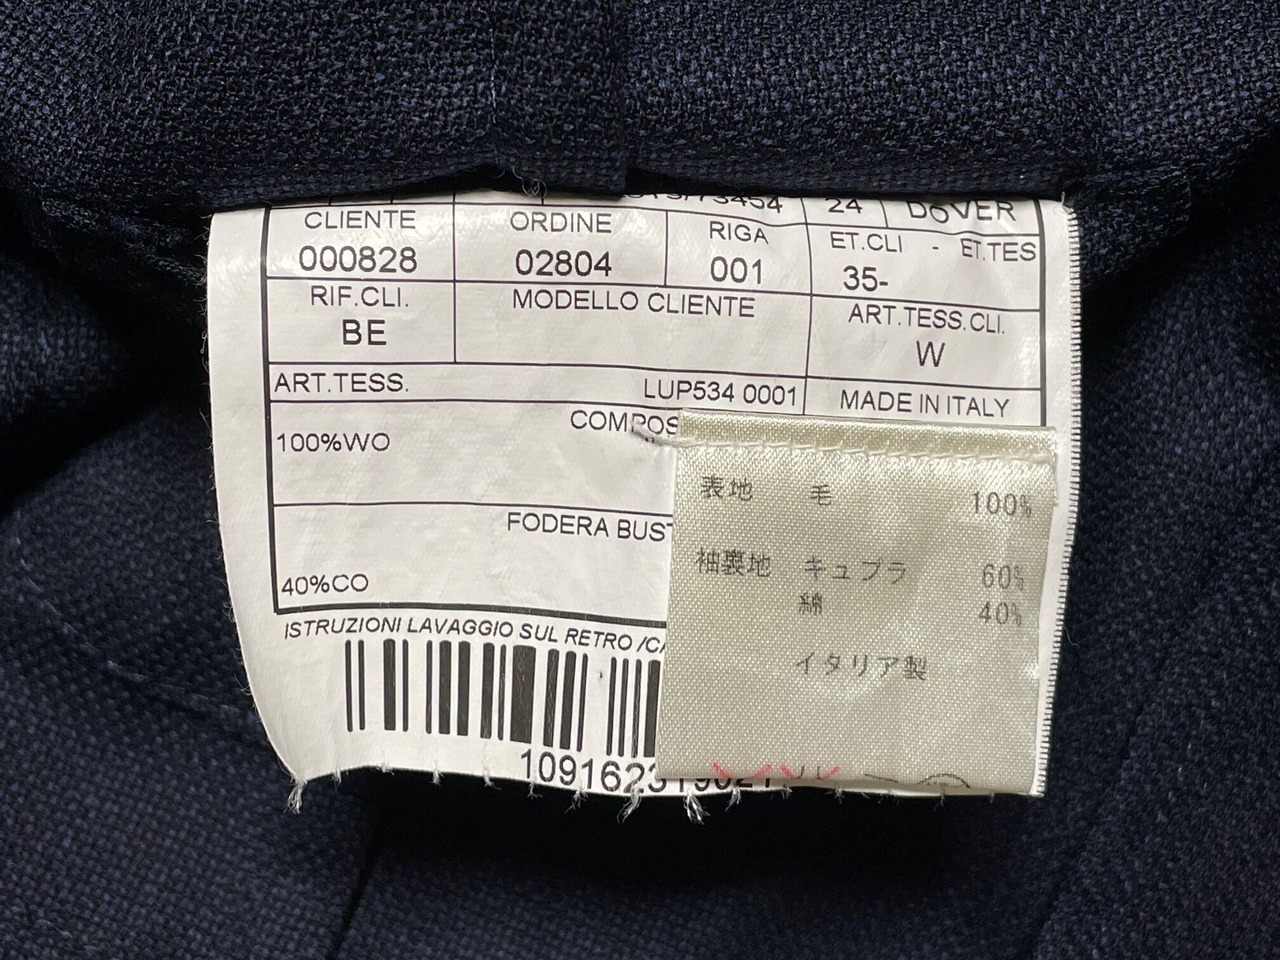 73454 24 DOVER
CLIENTE ORDINE RIGA ET.CLI - ET.TES
000828 02804 001 35-
RIF.CLI. MODELLO CLIENTE ART.TESS.CLI.
BE W
ART.TESS. LUP534 0001 MADE IN ITALY
COMPOS
100%WO
FODERA BUST
40%CO
ISTRUZIONI LAVAGGIO SUL RETRO /CA
109162319021
表地 毛 100%
袖裏地 キュプラ 60%
綿 40%
イタリア製